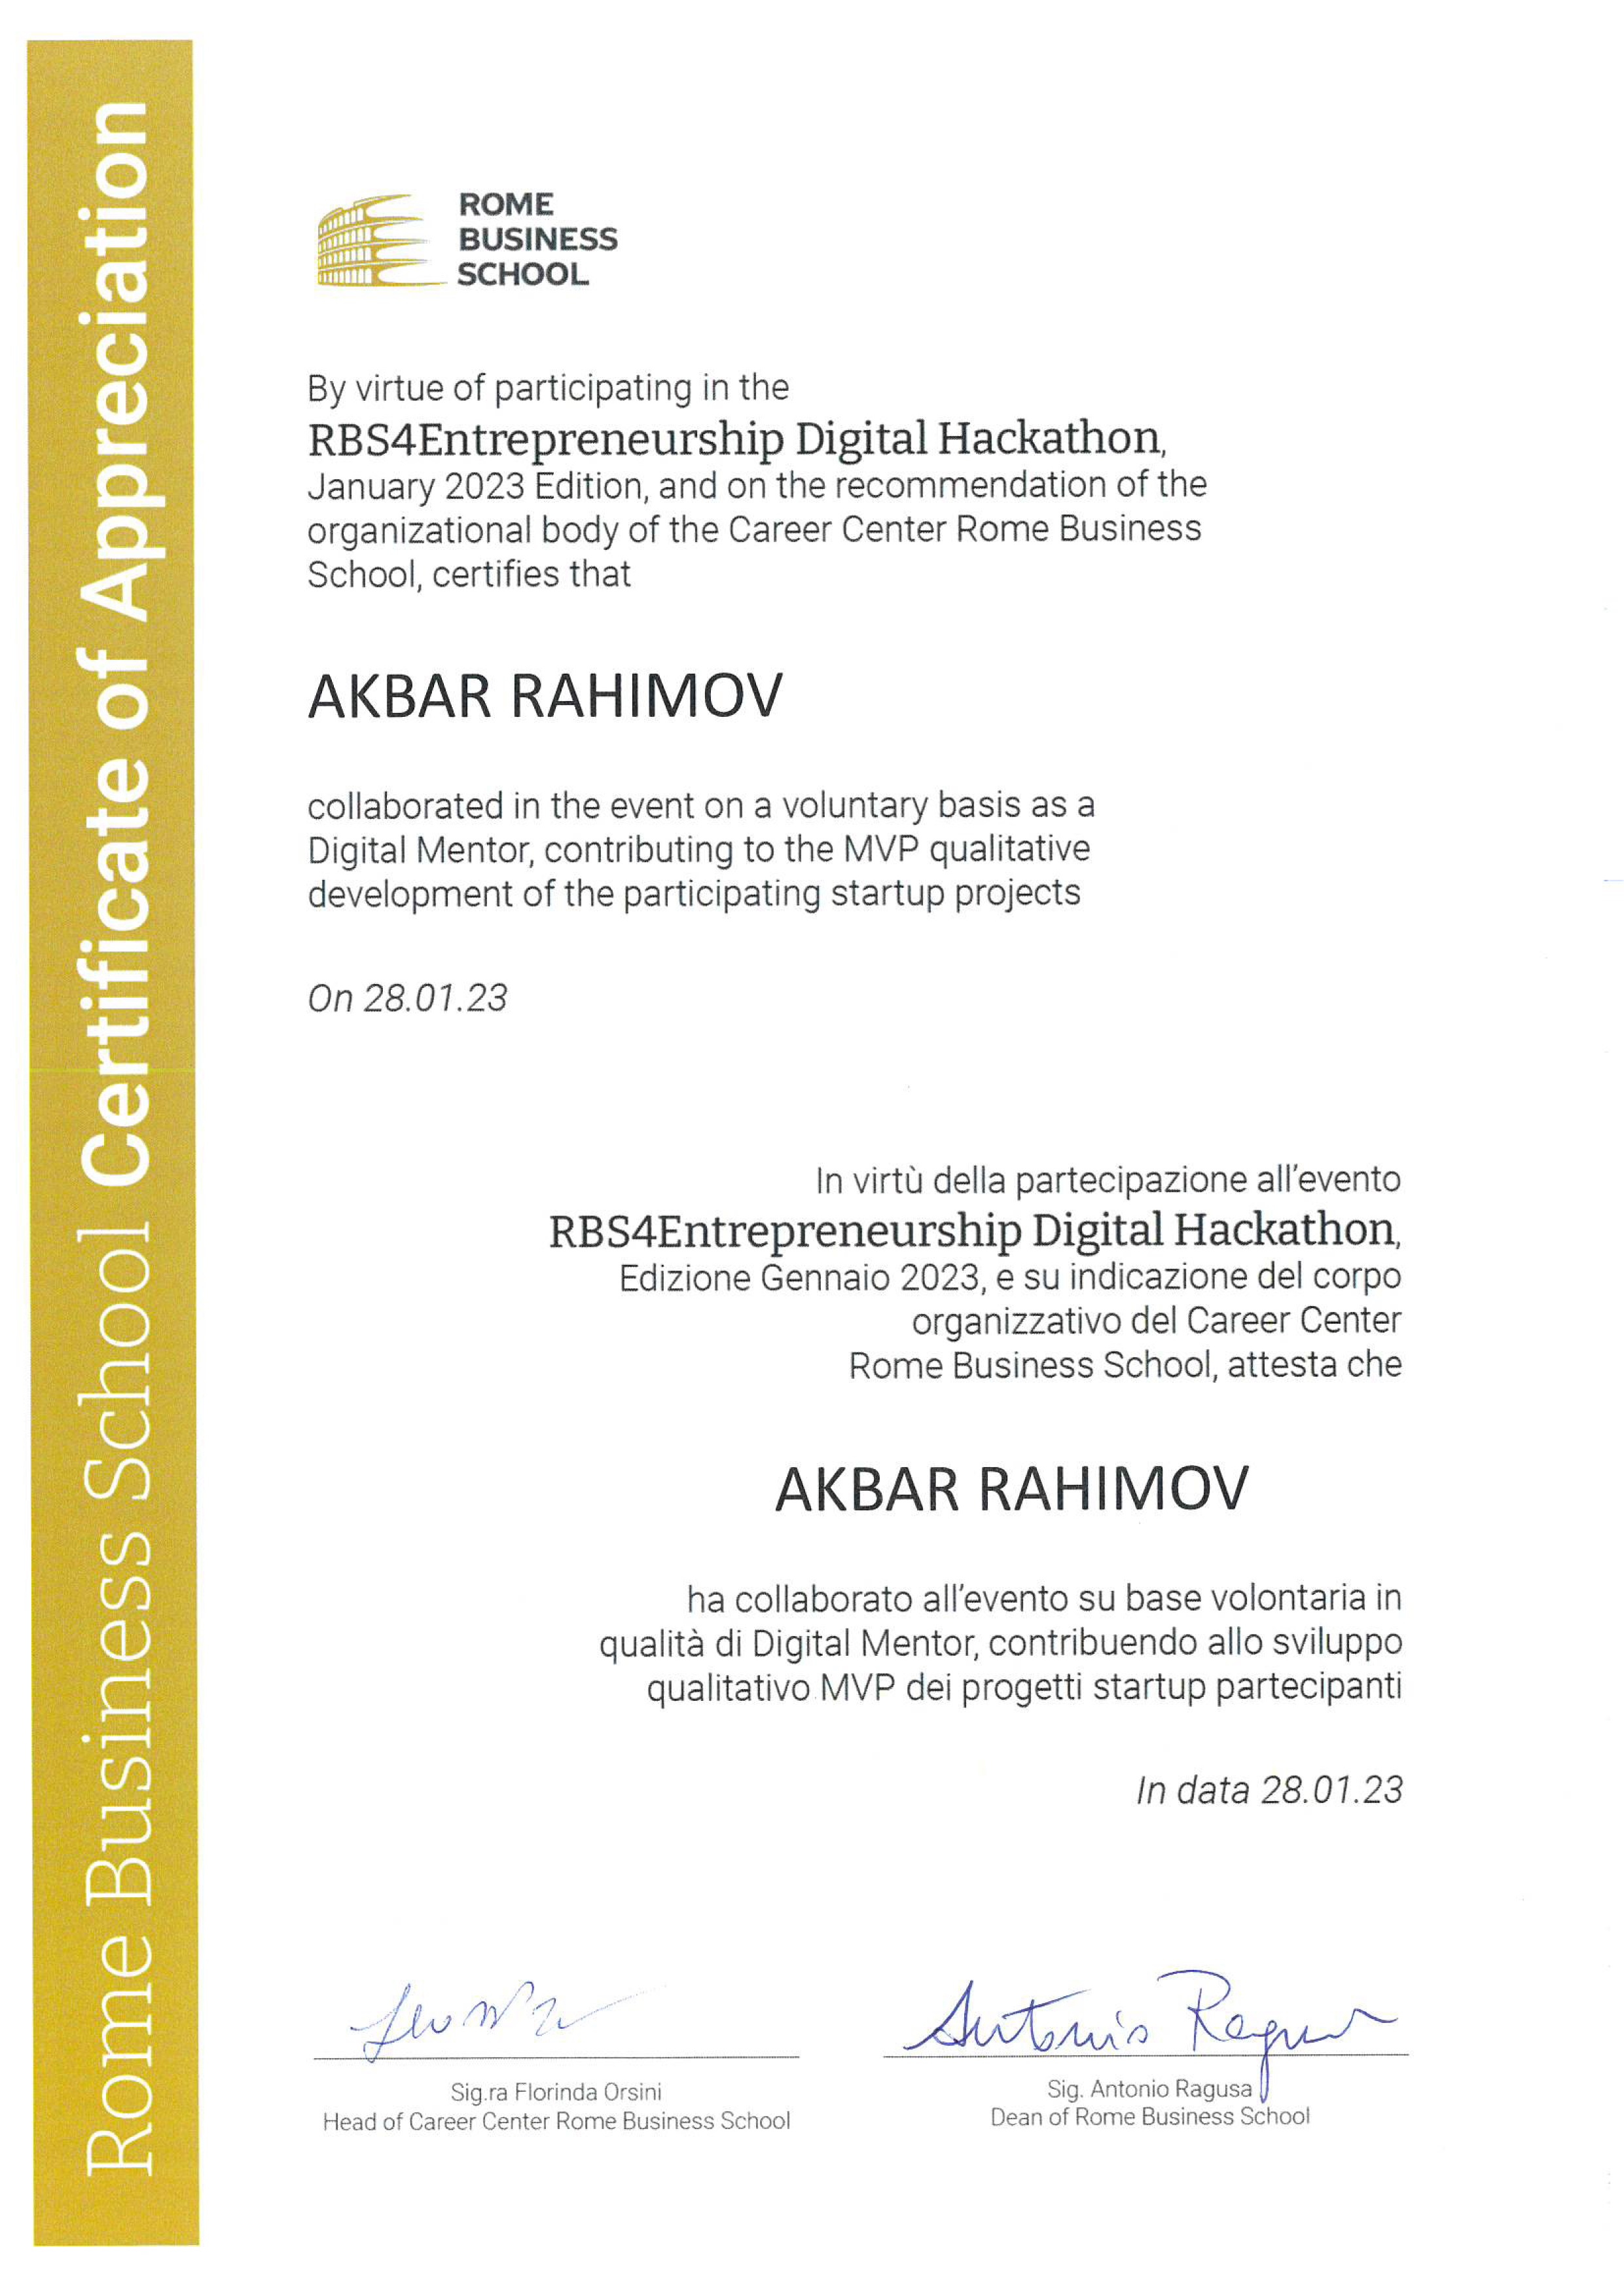 Rome Business School Certificate of Appreciation
ROME
BUSINESS
SCHOOL
By virtue of participating in the
RBS4Entrepreneurship Digital Hackathon,
January 2023 Edition, and on the recommendation of the
organizational body of the Career Center Rome Business
School, certifies that
AKBAR RAHIMOV
collaborated in the event on a voluntary basis as a
Digital Mentor, contributing to the MVP qualitative
development of the participating startup projects
On 28.01.23
In virtù della partecipazione all'evento
RBS4Entrepreneurship Digital Hackathon,
Edizione Gennaio 2023, e su indicazione del corpo
organizzativo del Career Center
Rome Business School, attesta che
AKBAR RAHIMOV
ha collaborato all'evento su base volontaria in
qualità di Digital Mentor, contribuendo allo sviluppo
qualitativo MVP dei progetti startup partecipanti
In data 28.01.23
Antonio Ragusa
Sig.ra Florinda Orsini
Head of Career Center Rome Business School
Sig. Antonio Ragusa
Dean of Rome Business School